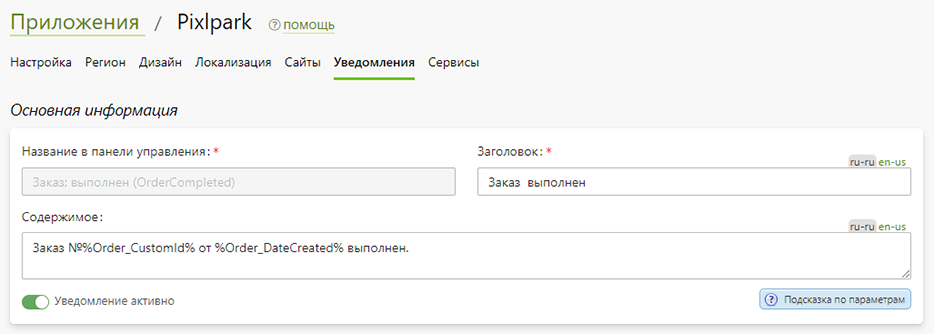 Приложения / Pixlpark ? помощь
Настройка Регион Дизайн Локализация Сайты Уведомления Сервисы
Основная информация
Название в панели управления: * Заголовок: * ru-ru en-us
Заказ: выполнен (OrderCompleted) Заказ выполнен
Содержимое: ru-ru en-us
Заказ №%Order_CustomId% от %Order_DateCreated% выполнен.
Уведомление активно ? Подсказка по параметрам